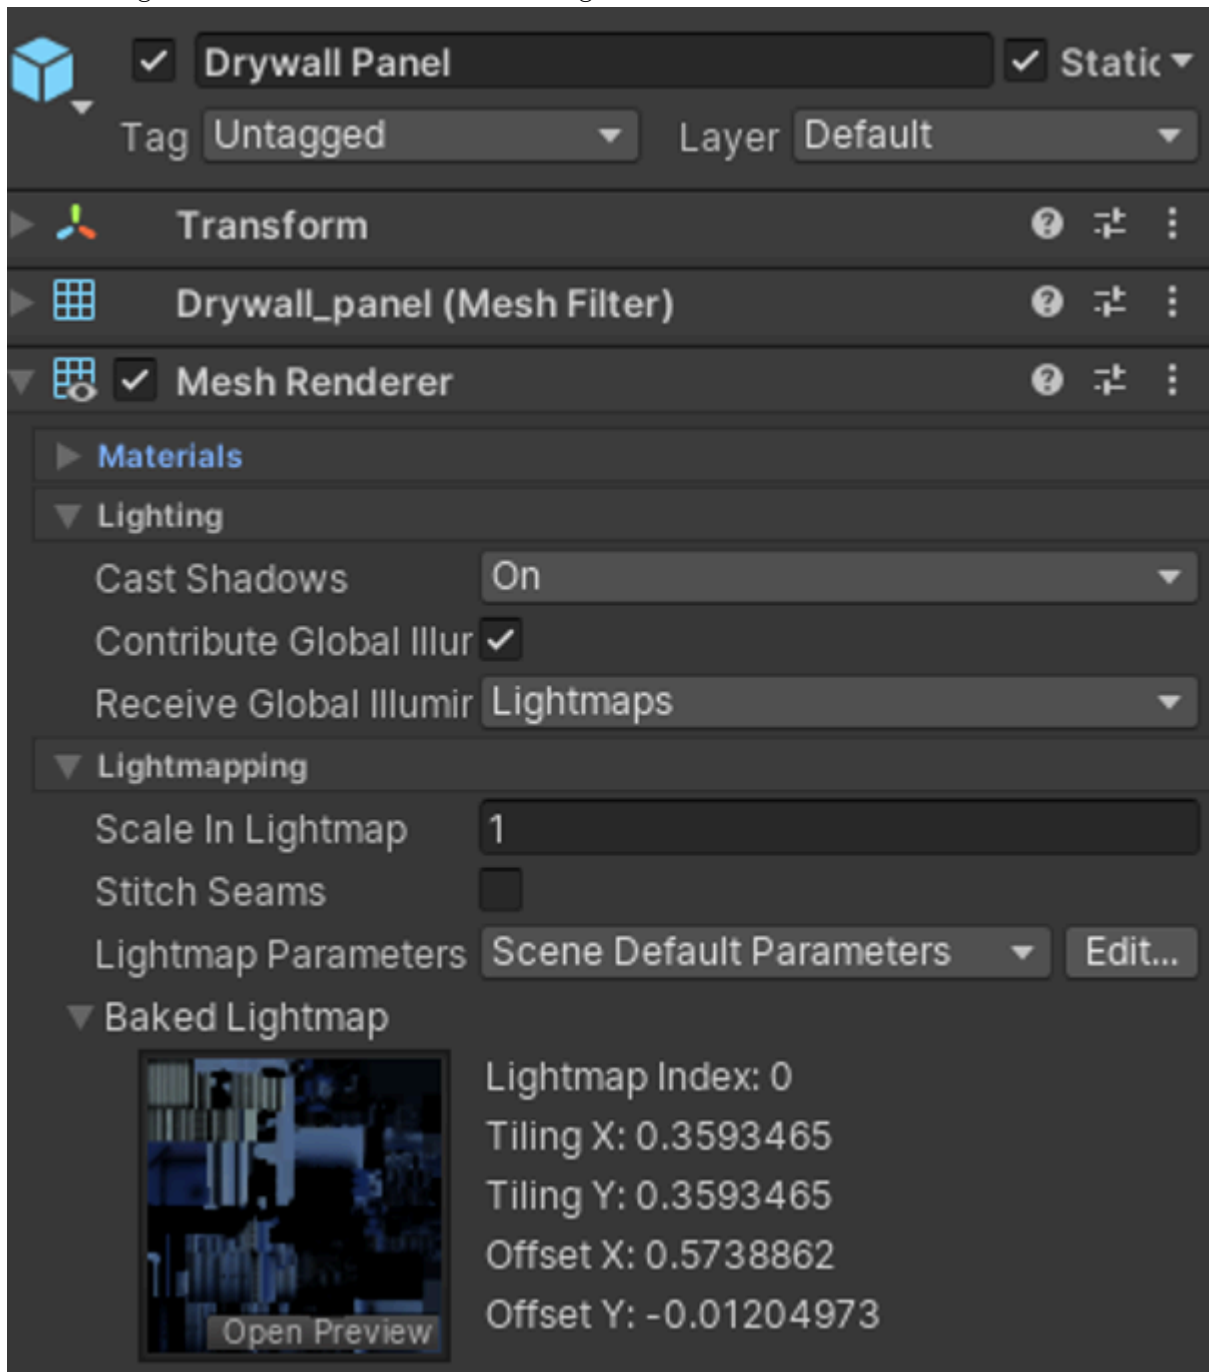 Drywall Panel Static
Tag Untagged Layer Default
Transform
Drywall_panel (Mesh Filter)
Mesh Renderer
Materials
Lighting
Cast Shadows On
Contribute Global Illur
Receive Global Illumir Lightmaps
Lightmapping
Scale In Lightmap 1
Stitch Seams
Lightmap Parameters Scene Default Parameters Edit...
Baked Lightmap
Lightmap Index: 0
Tiling X: 0.3593465
Tiling Y: 0.3593465
Offset X: 0.5738862
Offset Y: -0.01204973
Open Preview